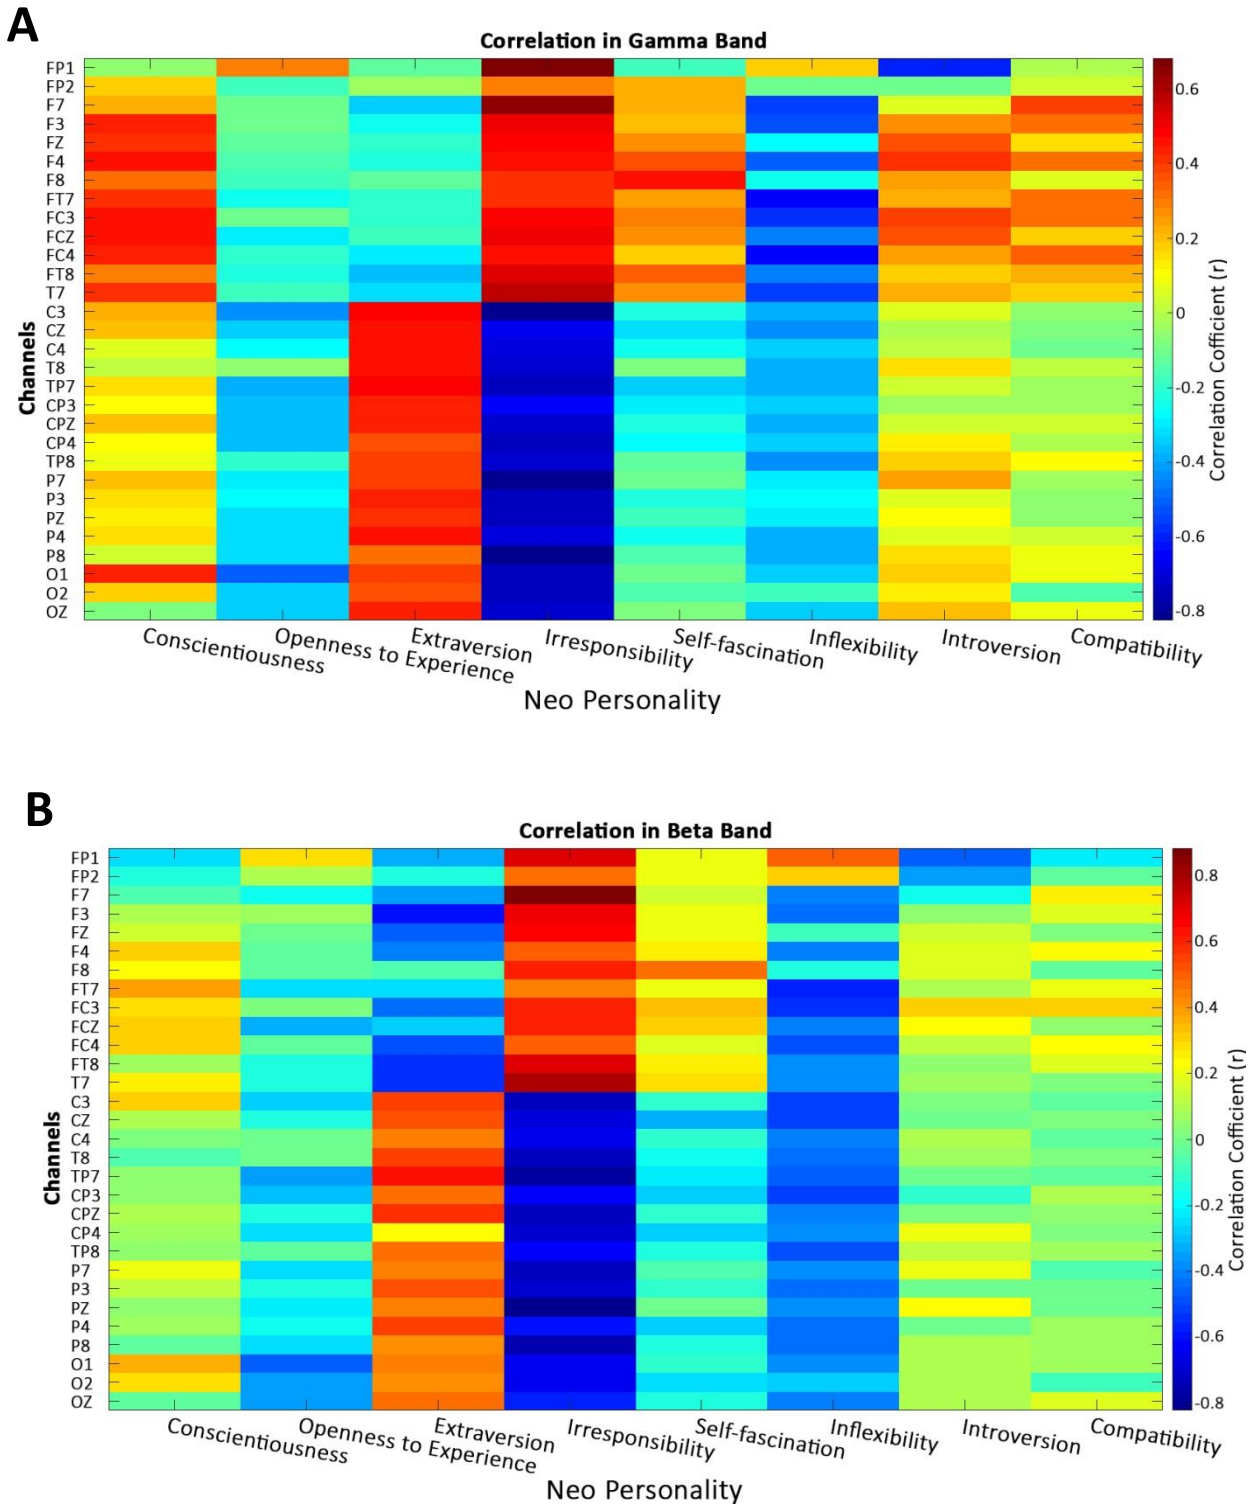 A
Correlation in Gamma Band
FP1
FP2
F7
F3
FZ
F4
F8
FT7
FC3
FCZ
FC4
FT8
T7
C3
CZ
C4
T8
TP7
CP3
CPZ
CP4
TP8
P7
P3
PZ
P4
P8
O1
O2
OZ
Channels
0.6
0.4
0.2
0
-0.2
-0.4
-0.6
-0.8
Correlation Cofficient (r)
Conscientiousness
Openness to Experience
Extraversion
Irresponsibility
Self-fascination
Inflexibility
Introversion
Compatibility
Neo Personality
B
Correlation in Beta Band
FP1
FP2
F7
F3
FZ
F4
F8
FT7
FC3
FCZ
FC4
FT8
T7
C3
CZ
C4
T8
TP7
CP3
CPZ
CP4
TP8
P7
P3
PZ
P4
P8
O1
O2
OZ
Channels
0.8
0.6
0.4
0.2
0
-0.2
-0.4
-0.6
-0.8
Correlation Cofficient (r)
Conscientiousness
Openness to Experience
Extraversion
Irresponsibility
Self-fascination
Inflexibility
Introversion
Compatibility
Neo Personality